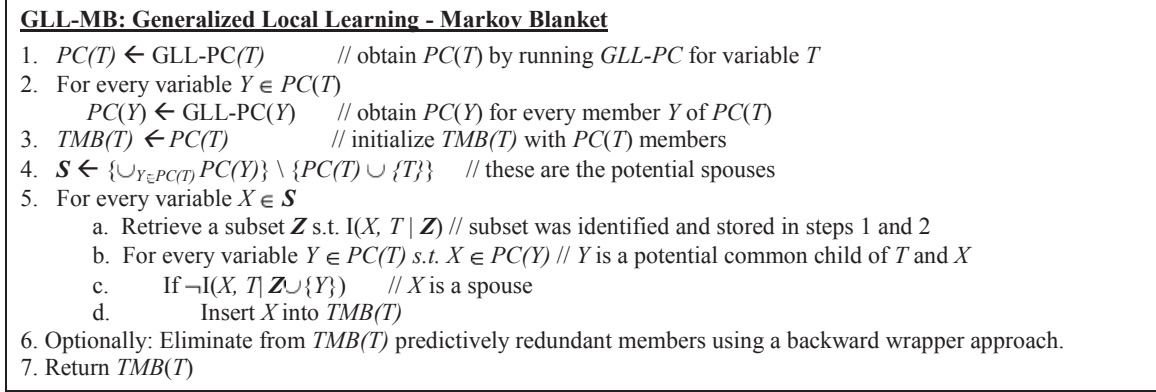 GLL-MB: Generalized Local Learning - Markov Blanket
1. PC(T) ← GLL-PC(T) // obtain PC(T) by running GLL-PC for variable T
2. For every variable Y ∈ PC(T)
PC(Y) ← GLL-PC(Y) // obtain PC(Y) for every member Y of PC(T)
3. TMB(T) ← PC(T) // initialize TMB(T) with PC(T) members
4. S ← {∪Y∈PC(T) PC(Y)} \ {PC(T) ∪ {T}} // these are the potential spouses
5. For every variable X ∈ S
a. Retrieve a subset Z s.t. I(X, T | Z) // subset was identified and stored in steps 1 and 2
b. For every variable Y ∈ PC(T) s.t. X ∈ PC(Y) // Y is a potential common child of T and X
c. If ¬I(X, T| Z∪{Y}) // X is a spouse
d. Insert X into TMB(T)
6. Optionally: Eliminate from TMB(T) predictively redundant members using a backward wrapper approach.
7. Return TMB(T)